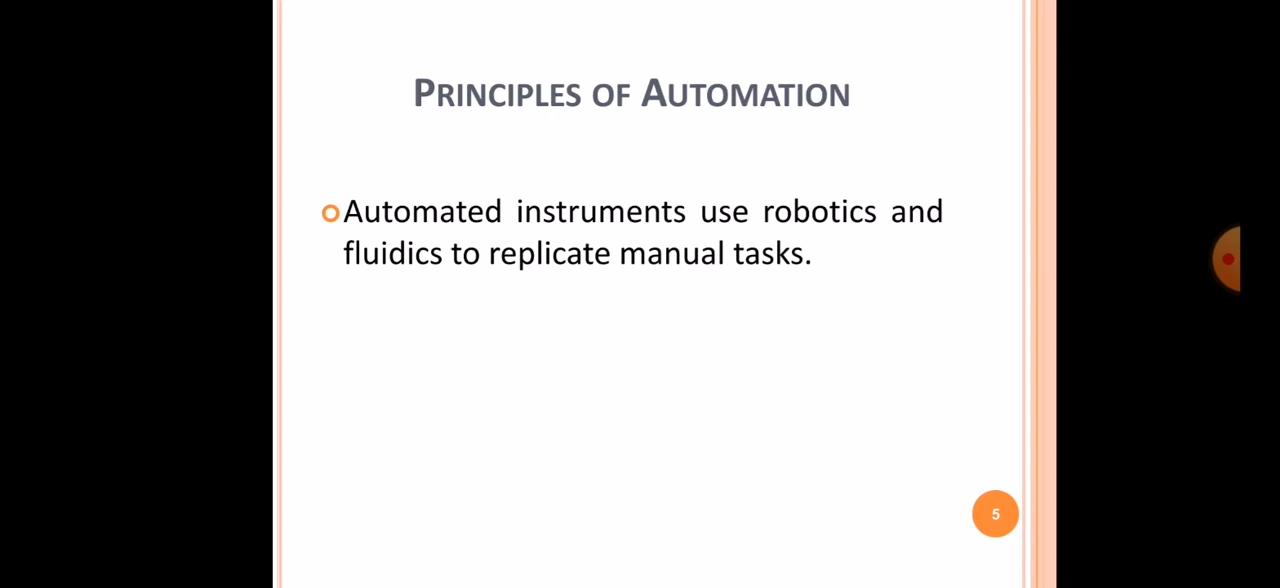 PRINCIPLES OF AUTOMATION
Automated instruments use robotics and
fluidics to replicate manual tasks.
5